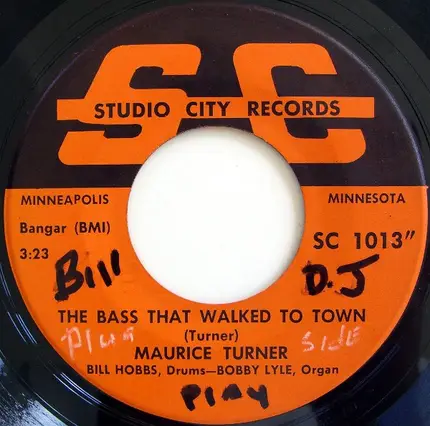 SC
STUDIO CITY RECORDS
MINNEAPOLIS MINNESOTA
Bangar (BMI)
3:23 SC 1013"
Bill D.J
THE BASS THAT WALKED TO TOWN
(Turner)
Plug Side
MAURICE TURNER
BILL HOBBS, Drums—BOBBY LYLE, Organ
Play